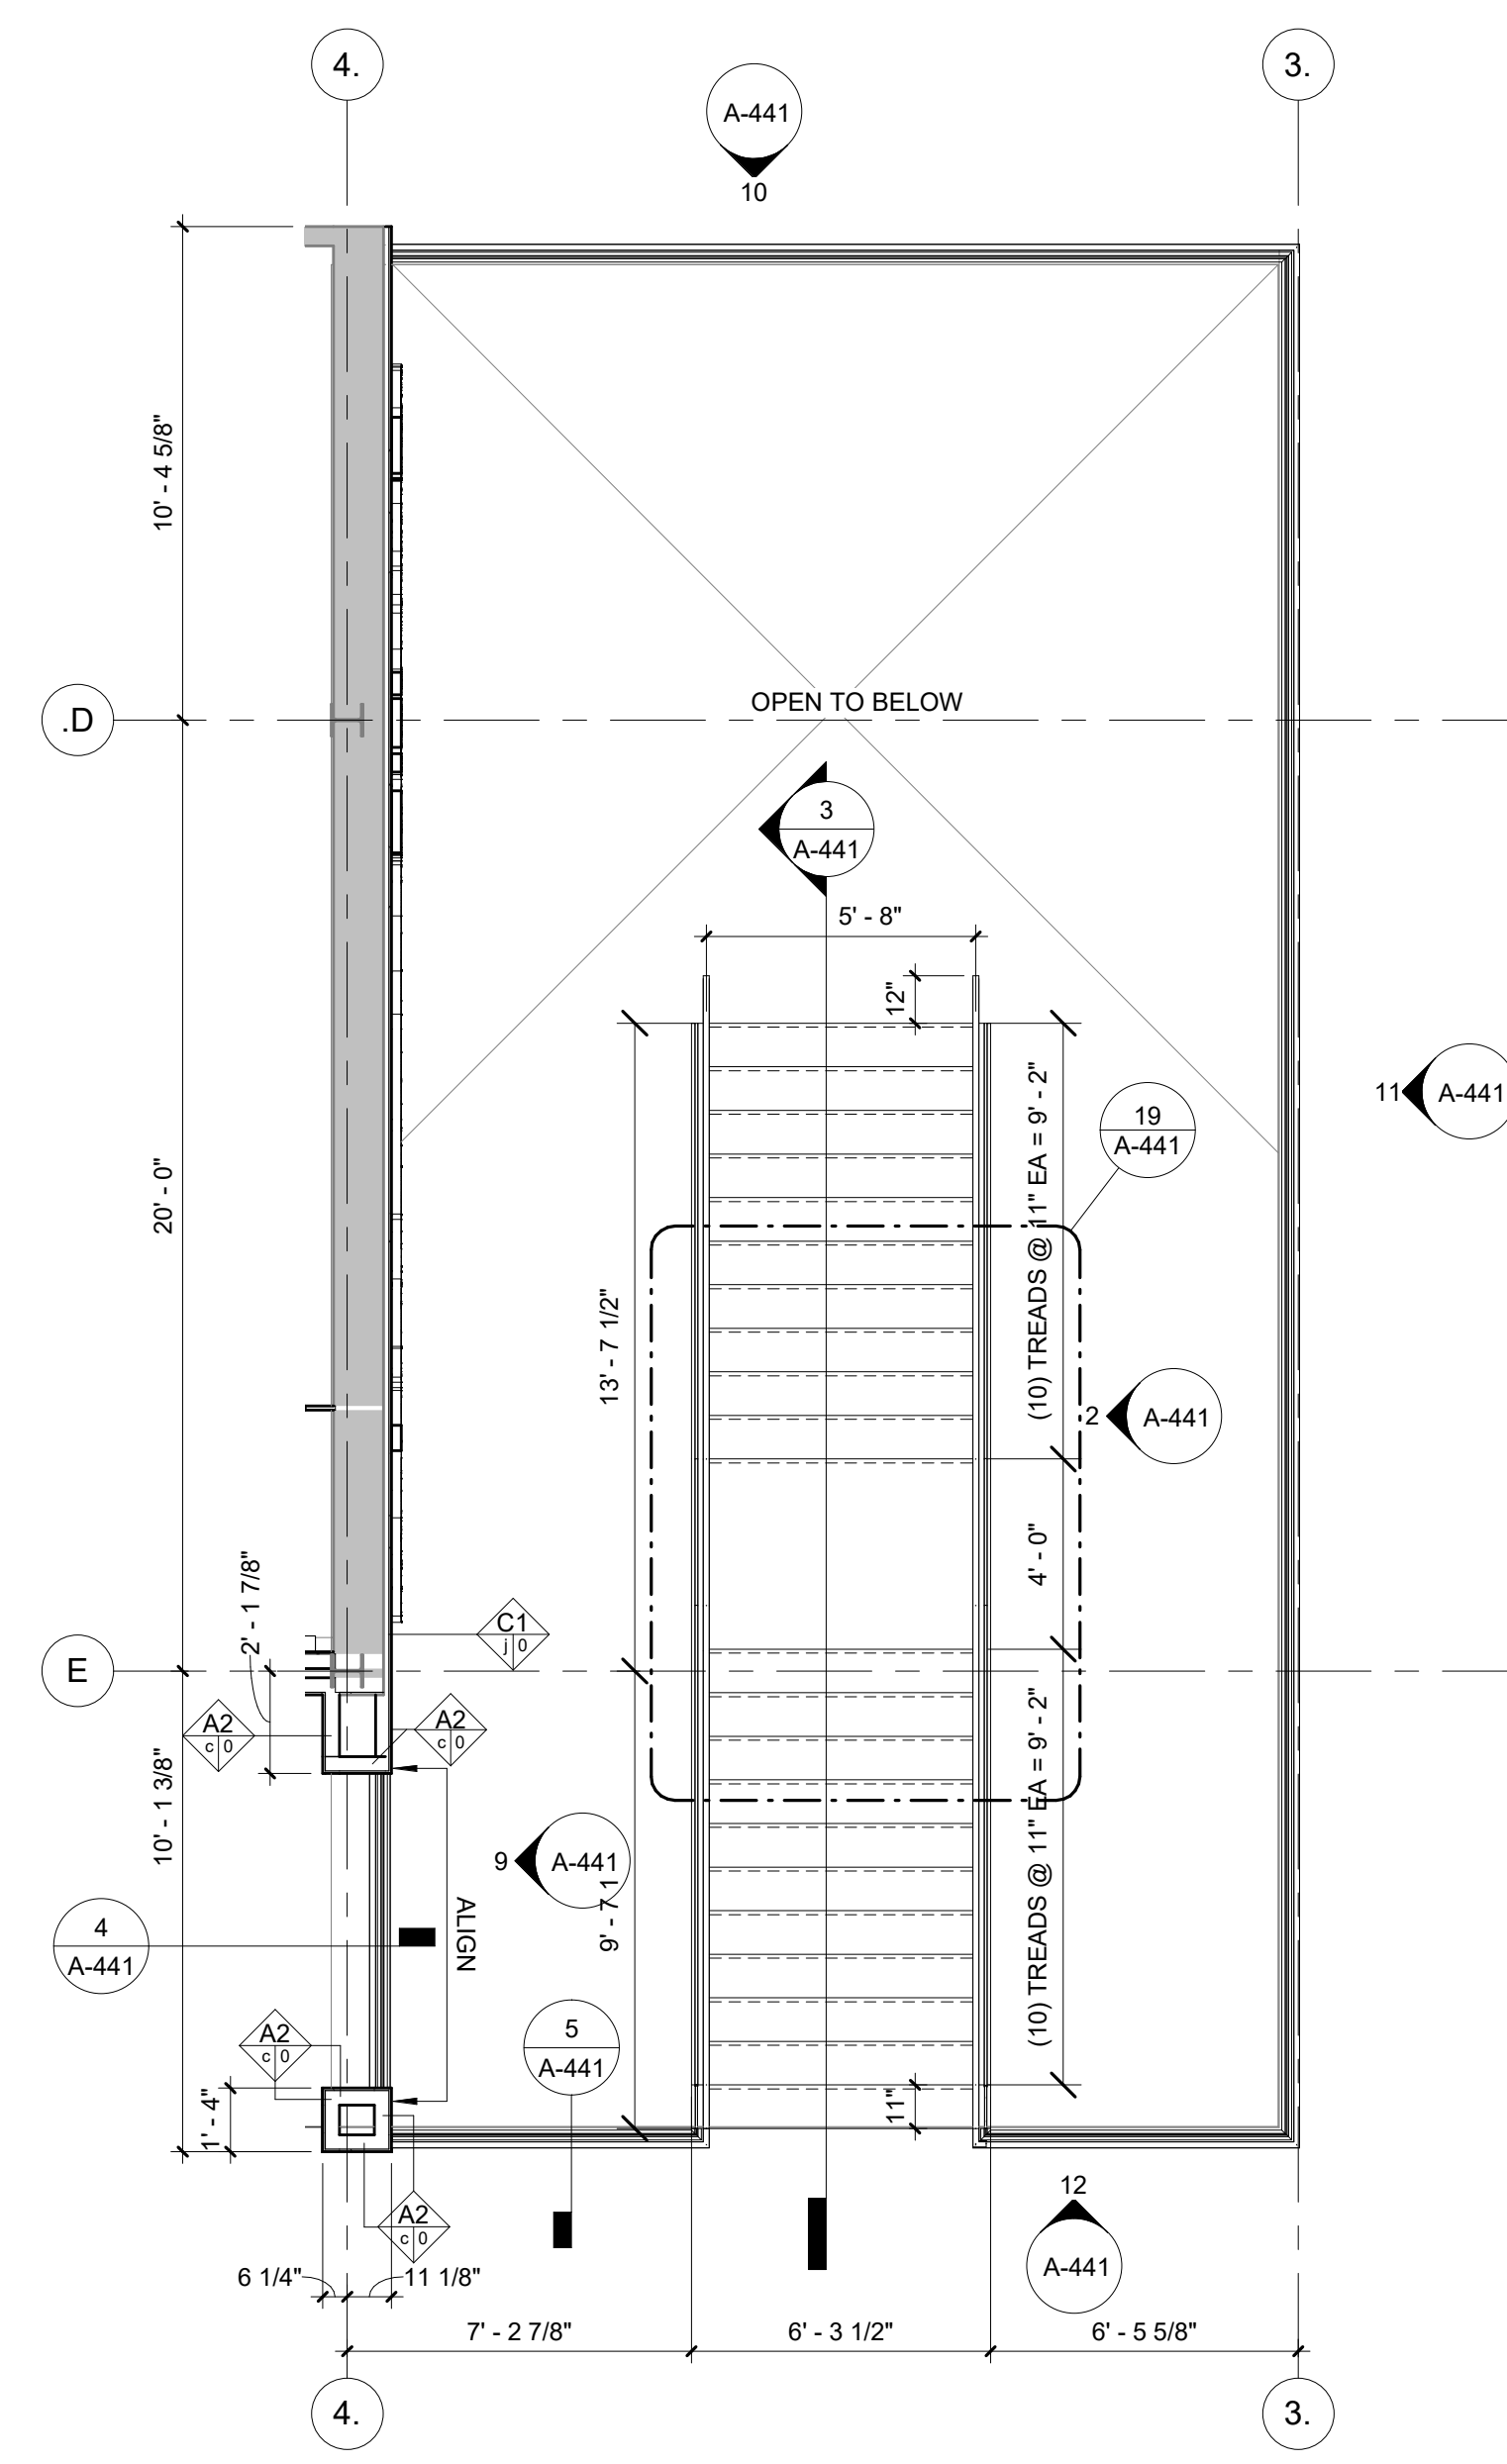 4.
3.
A-441
10
10' - 4 5/8"
.D
OPEN TO BELOW
3
A-441
5' - 8"
12"
(10) TREADS @ 11" EA = 9' - 2"
19
A-441
11
A-441
20' - 0"
13' - 7 1/2"
2
A-441
4' - 0"
2' - 1 7/8"
C1
j 0
E
A2
c 0
A2
c 0
10' - 1 3/8"
(10) TREADS @ 11" EA = 9' - 2"
9
A-441
9' - 7 1
ALIGN
4
A-441
A2
c 0
5
A-441
1' - 4"
11"
A2
c 0
12
A-441
6 1/4"
11 1/8"
7' - 2 7/8"
6' - 3 1/2"
6' - 5 5/8"
4.
3.